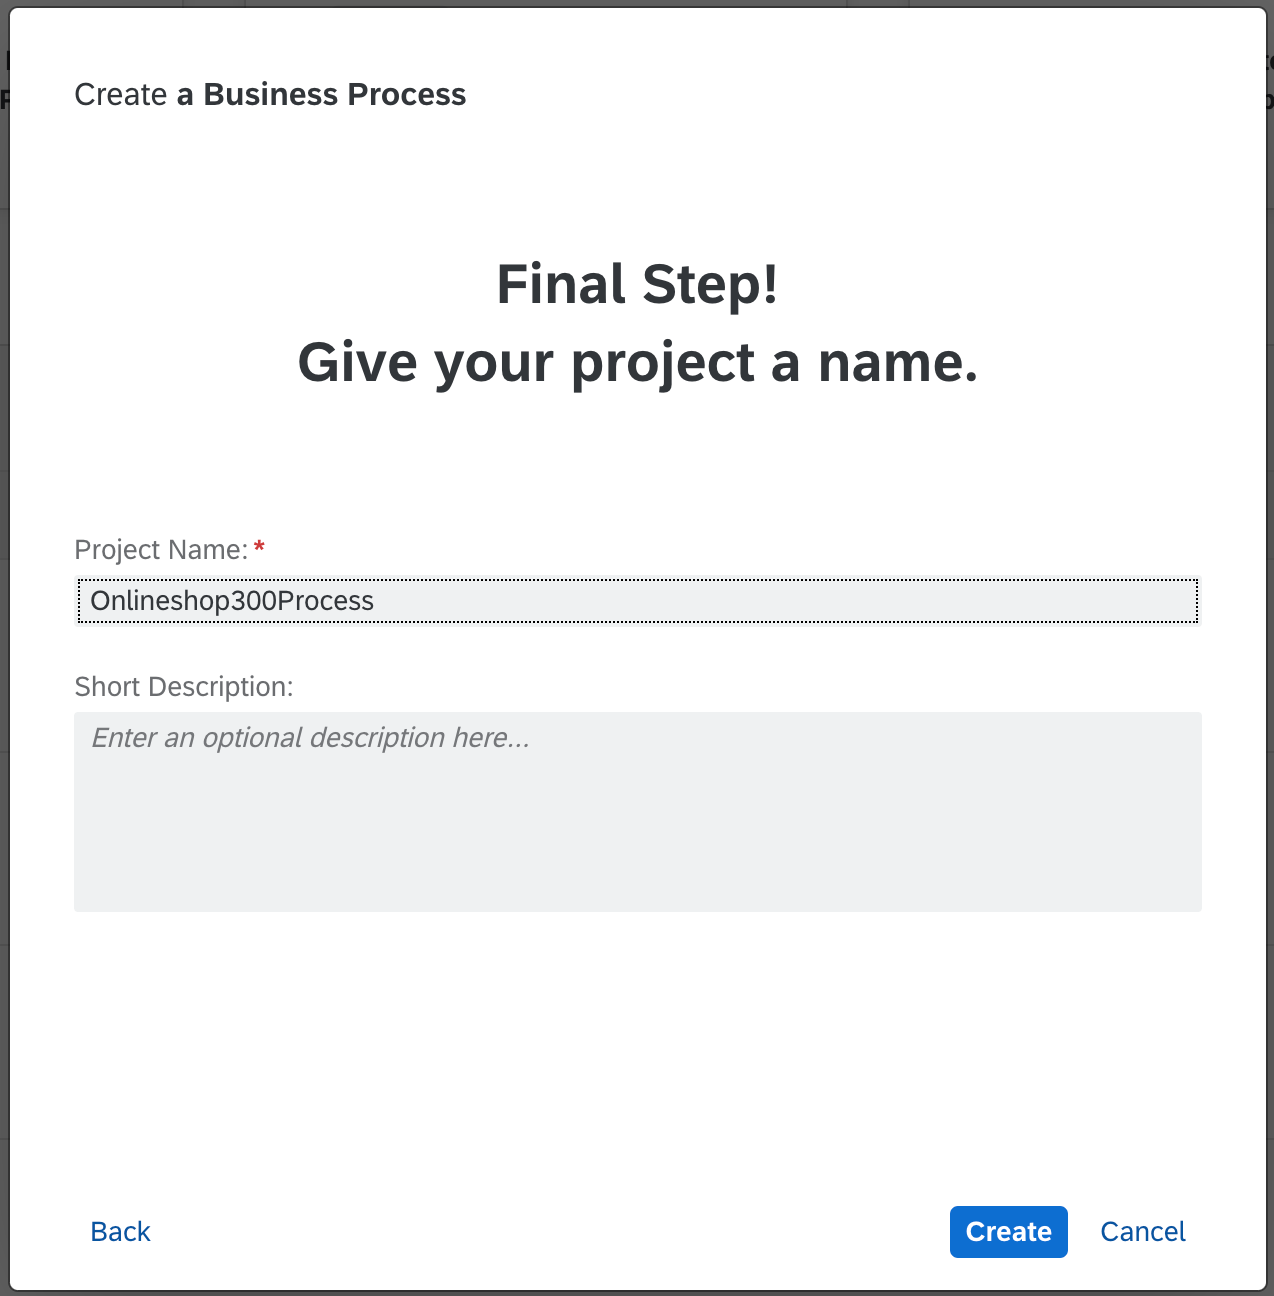 Create a Business Process
Final Step!
Give your project a name.
Project Name: *
Onlineshop300Process
Short Description:
Enter an optional description here...
Back
Create
Cancel